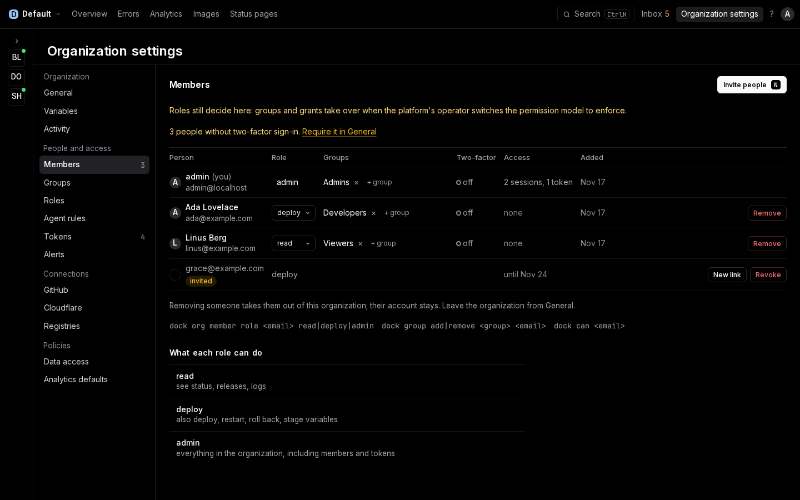 Default
Overview
Errors
Analytics
Images
Status pages
Search Ctrl K
Inbox 5
Organization settings
?
A
BL
DO
SH
Organization settings
Organization
General
Variables
Activity
People and access
Members 3
Groups
Roles
Agent rules
Tokens 4
Alerts
Connections
GitHub
Cloudflare
Registries
Policies
Data access
Analytics defaults
Members
Invite people N
Roles still decide here: groups and grants take over when the platform's operator switches the permission model to enforce.
3 people without two-factor sign-in. Require it in General
Person Role Groups Two-factor Access Added
A admin (you) admin Admins × + group off 2 sessions, 1 token Nov 17
admin@localhost
A Ada Lovelace deploy Developers × + group off none Nov 17 Remove
ada@example.com
L Linus Berg read Viewers × + group off none Nov 17 Remove
linus@example.com
grace@example.com deploy until Nov 24 New link Revoke
invited
Removing someone takes them out of this organization; their account stays. Leave the organization from General.
dock org member role <email> read|deploy|admin dock group add|remove <group> <email> dock can <email>
What each role can do
read
see status, releases, logs
deploy
also deploy, restart, roll back, stage variables
admin
everything in the organization, including members and tokens